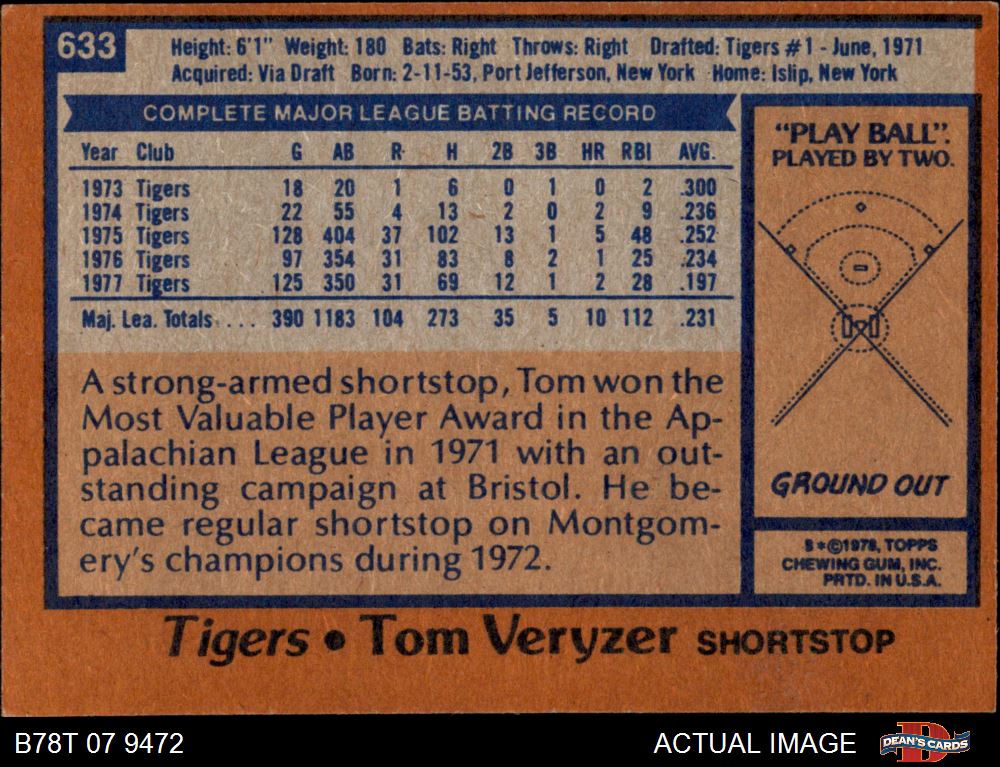 633
Height: 6'1" Weight: 180 Bats: Right Throws: Right Drafted: Tigers #1 - June, 1971
Acquired: Via Draft Born: 2-11-53, Port Jefferson, New York Home: Islip, New York
COMPLETE MAJOR LEAGUE BATTING RECORD
Year Club G AB R H 2B 3B HR RBI AVG.
1973 Tigers 18 20 1 6 0 1 0 2 .300
1974 Tigers 22 55 4 13 2 0 2 9 .236
1975 Tigers 128 404 37 102 13 1 5 48 .252
1976 Tigers 97 354 31 83 8 2 1 25 .234
1977 Tigers 125 350 31 69 12 1 2 28 .197
Maj. Lea. Totals.... 390 1183 104 273 35 5 10 112 .231
A strong-armed shortstop, Tom won the
Most Valuable Player Award in the Ap-
palachian League in 1971 with an out-
standing campaign at Bristol. He be-
came regular shortstop on Montgom-
ery's champions during 1972.
"PLAY BALL":
PLAYED BY TWO.
GROUND OUT
S*©1978, TOPPS
CHEWING GUM, INC.
PRTD. IN U.S.A.
Tigers • Tom Veryzer SHORTSTOP
B78T 07 9472
ACTUAL IMAGE
D
DEAN'S CARDS